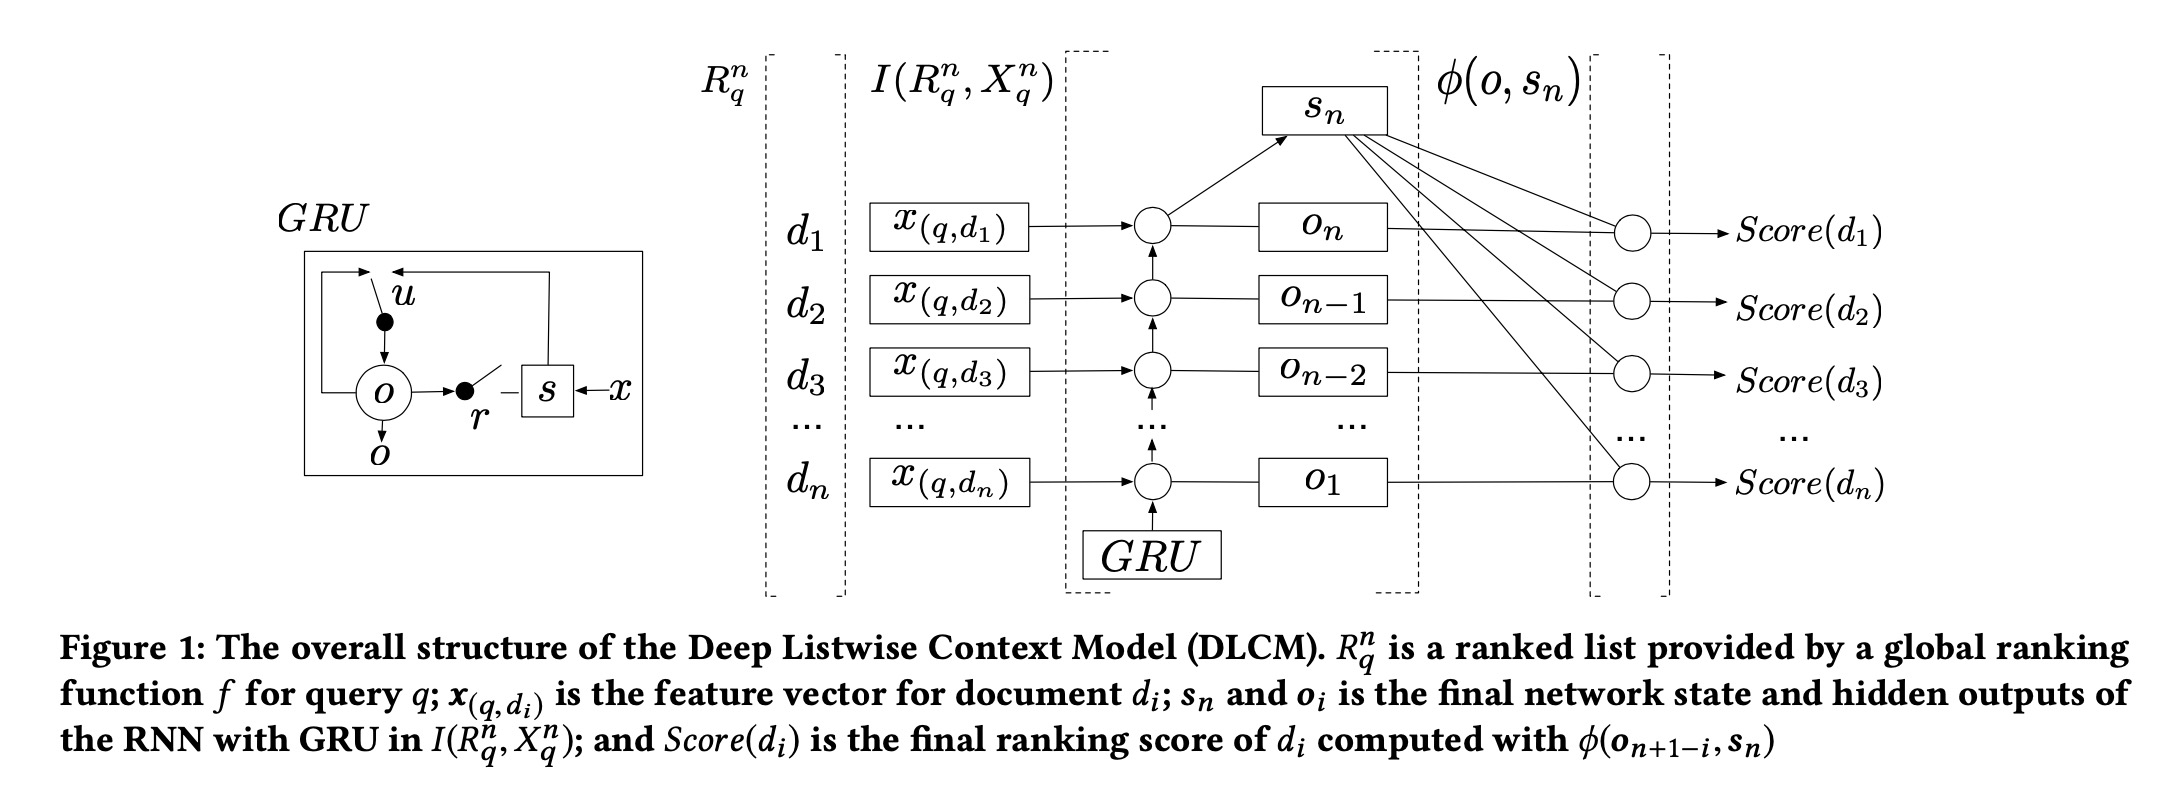 R_q^n
I(R_q^n, X_q^n)
s_n
ϕ(o, s_n)
GRU
u
o
r
s
x
o
d_1 x_(q,d_1) o_n Score(d_1)
d_2 x_(q,d_2) o_{n−1} Score(d_2)
d_3 x_(q,d_3) o_{n−2} Score(d_3)
... ... ... ... ... ...
d_n x_(q,d_n) o_1 Score(d_n)
GRU
Figure 1: The overall structure of the Deep Listwise Context Model (DLCM). R_q^n is a ranked list provided by a global ranking
function f for query q; x_(q,d_i) is the feature vector for document d_i; s_n and o_i is the final network state and hidden outputs of
the RNN with GRU in I(R_q^n, X_q^n); and Score(d_i) is the final ranking score of d_i computed with ϕ(o_{n+1−i}, s_n)